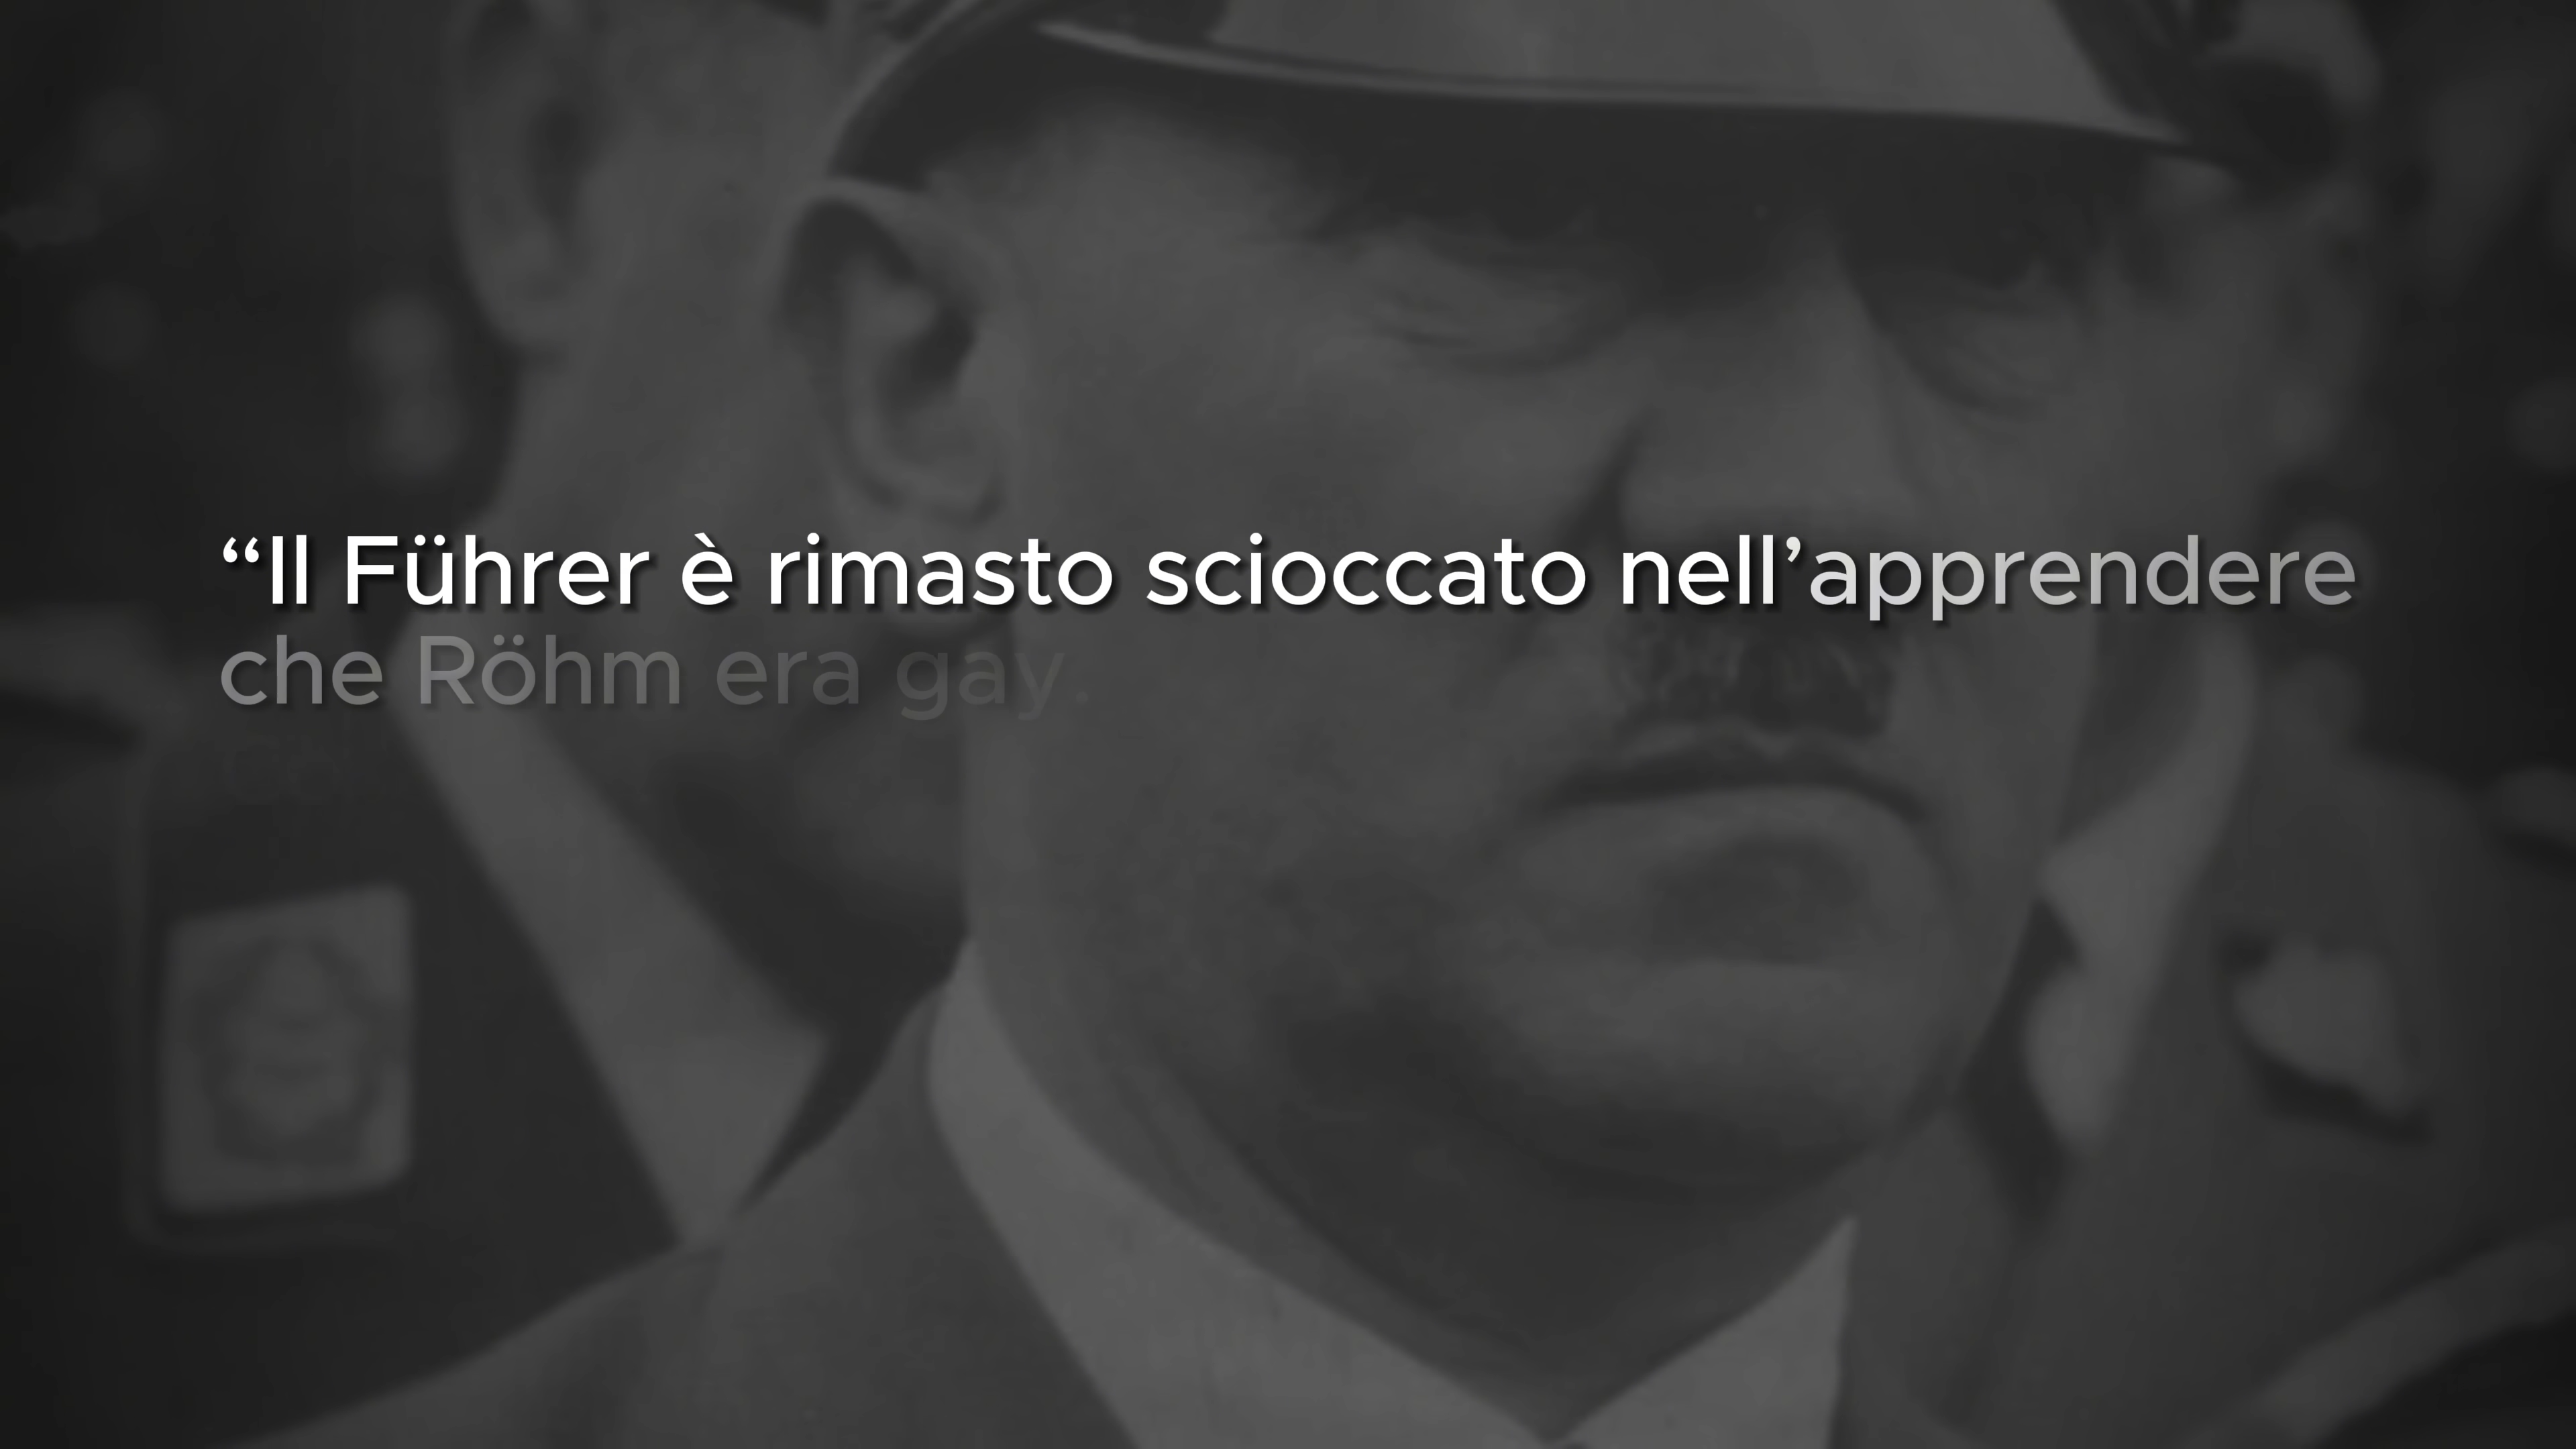 “Il Führer è rimasto scioccato nell’apprendere
che Röhm era gay.